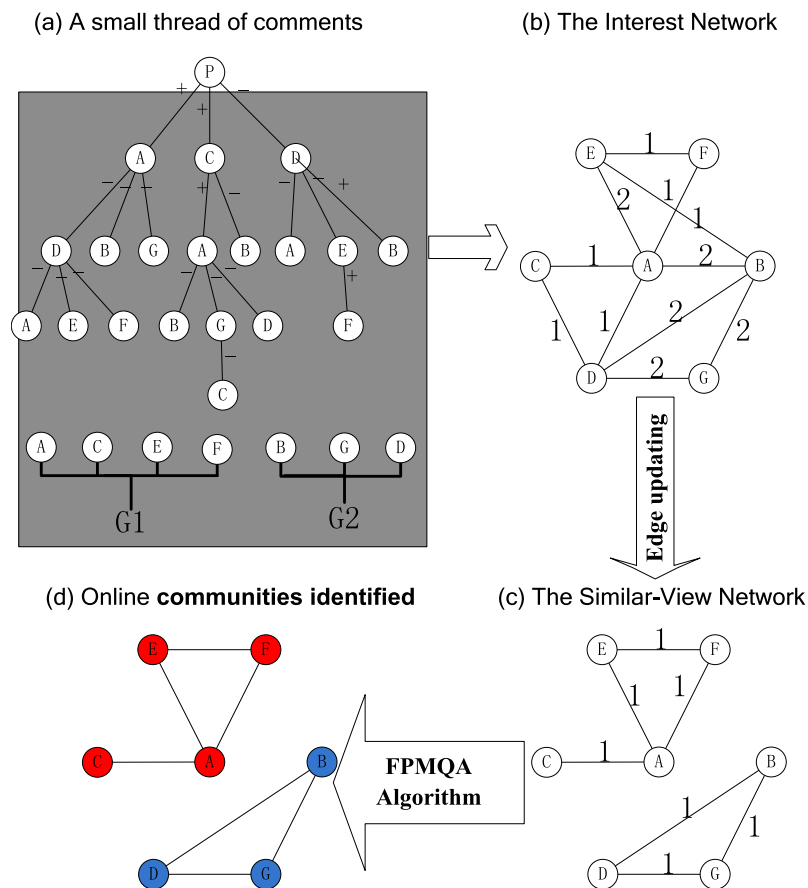 (a) A small thread of comments
(b) The Interest Network
P
+ + −
A C D
− − − + − − − +
D B G A B A E B
− − − − − − +
A E F B G D F
−
C
A C E F B G D
G1 G2
E 1 F
2 1 1
C 1 A 2 B
1 1 2 2
D 2 G
Edge updating
(d) Online communities identified
(c) The Similar-View Network
E F
C A B
D G
FPMQA
Algorithm
E 1 F
1 1
C 1 A B
1 1
D 1 G